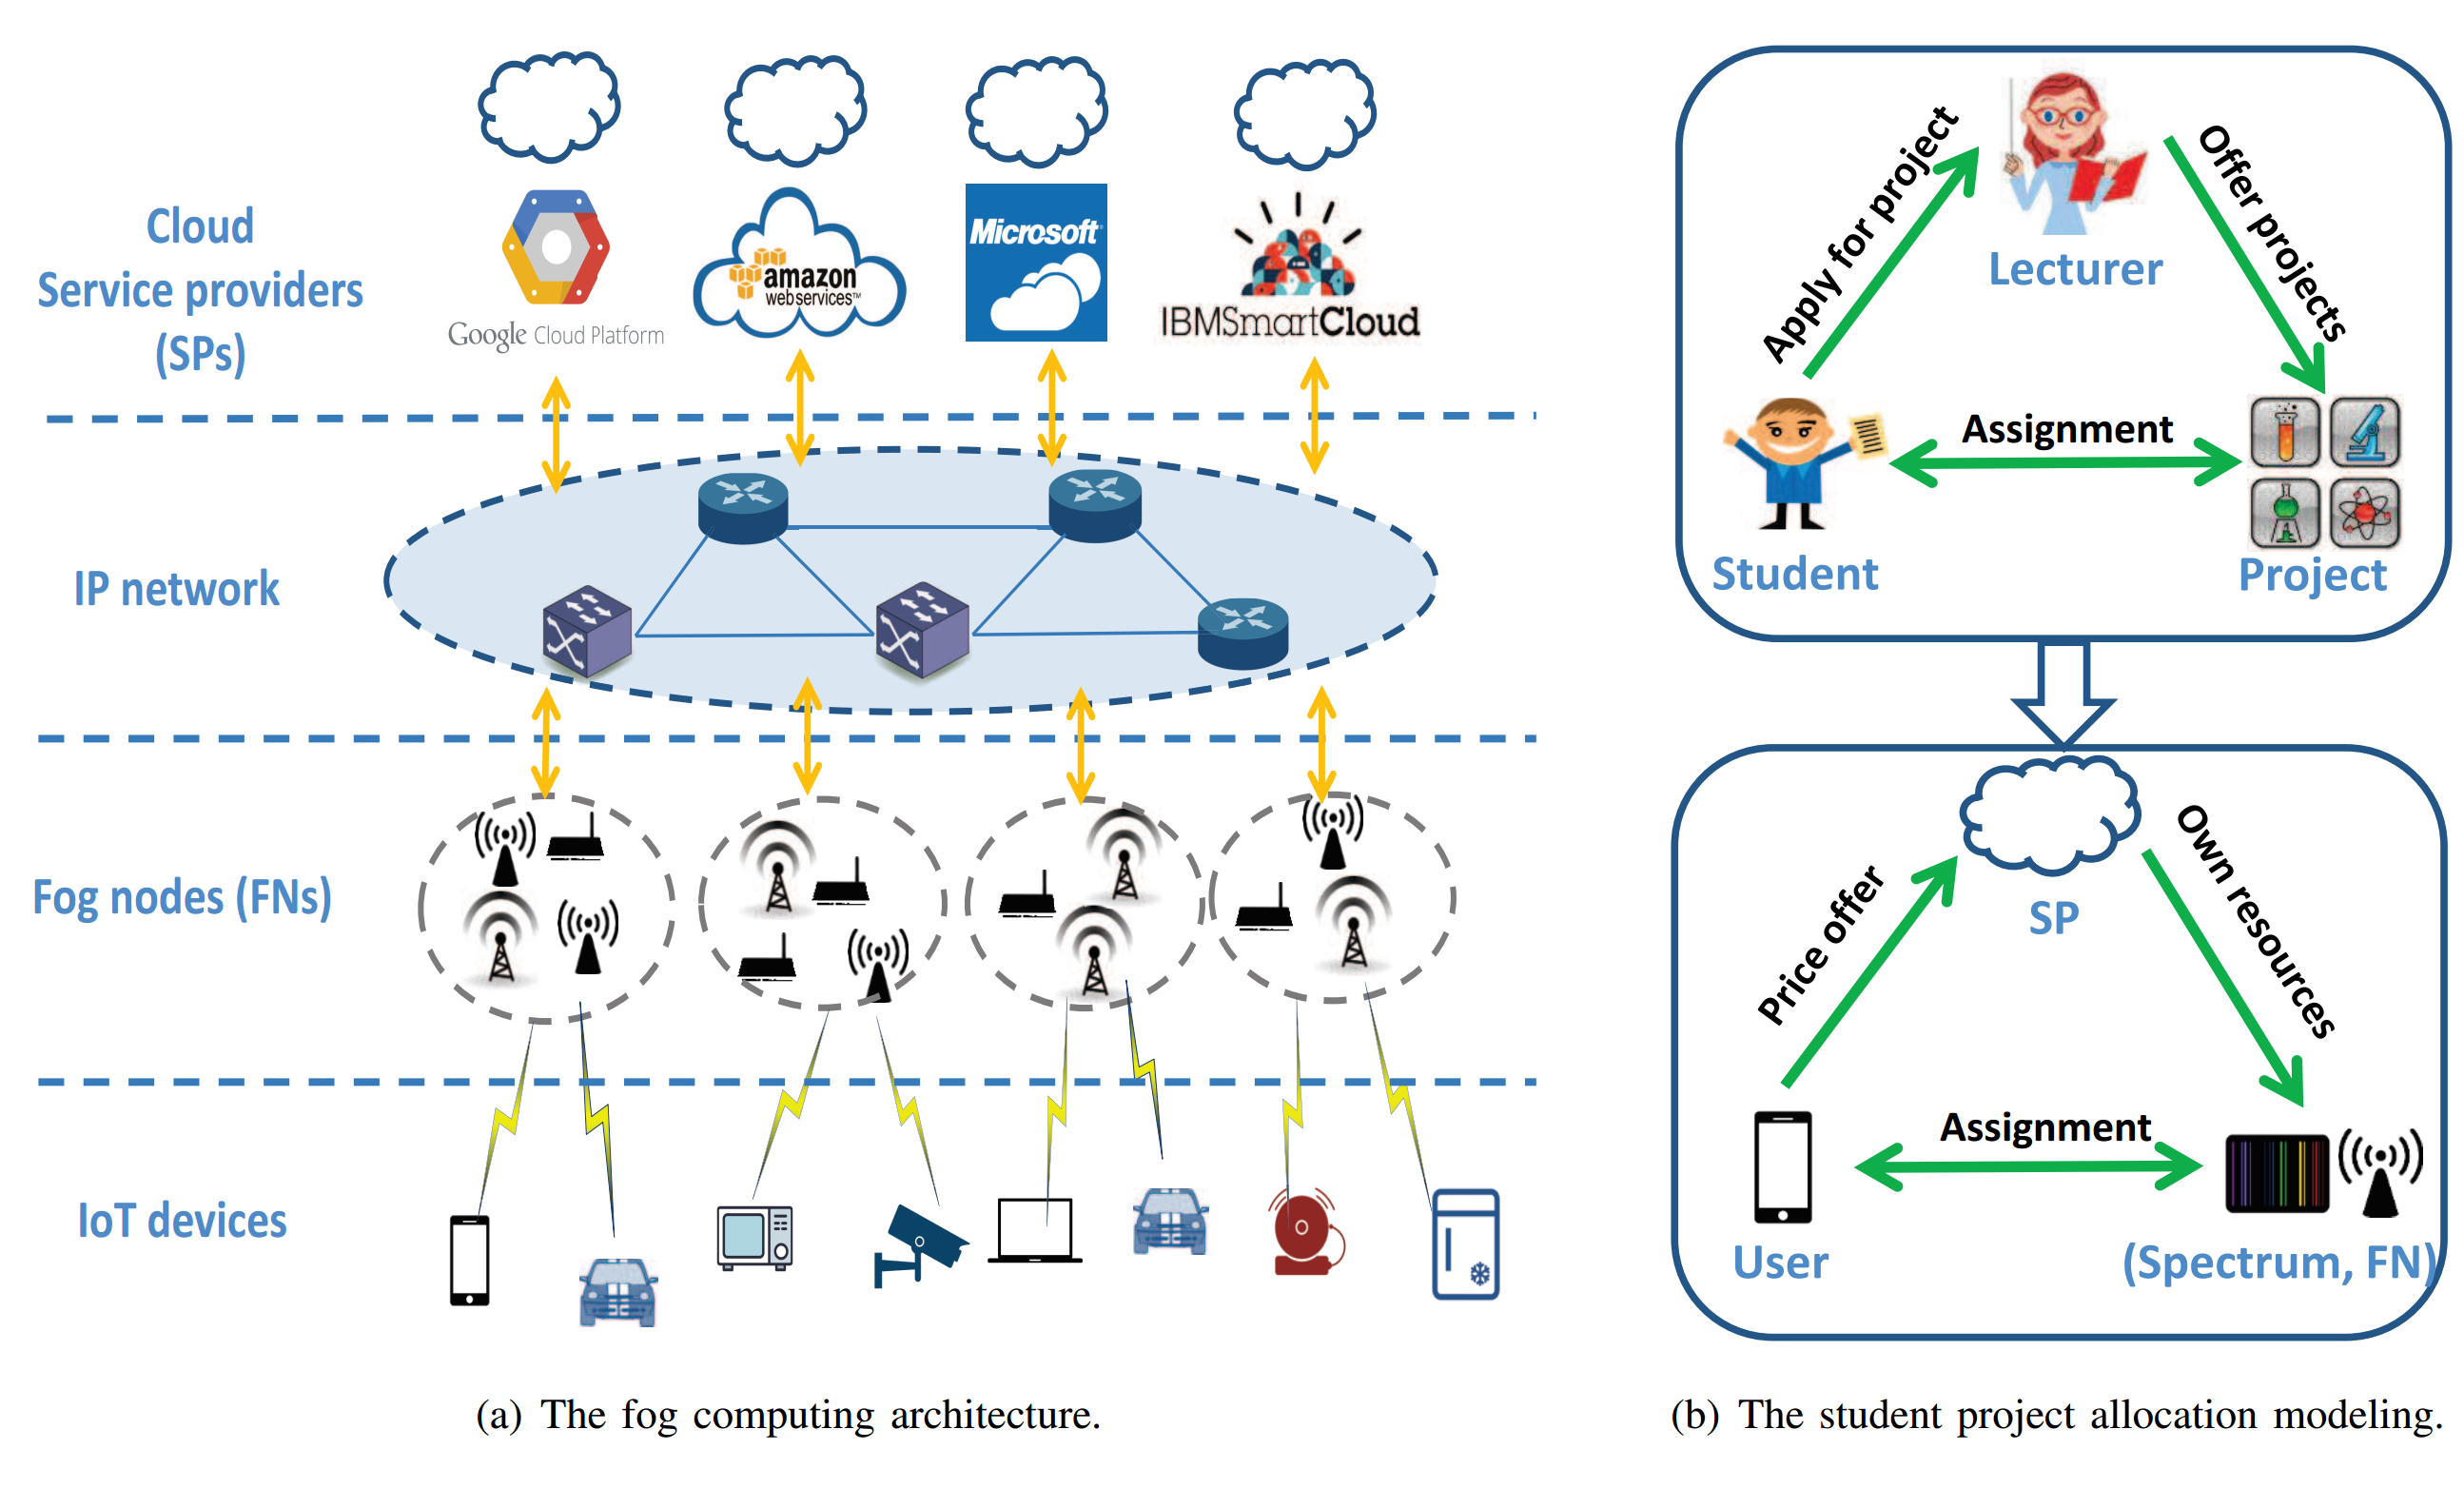 Cloud
Service providers
(SPs)
Google Cloud Platform
amazon
webservices™
Microsoft
IBMSmartCloud
IP network
Fog nodes (FNs)
IoT devices
(a) The fog computing architecture.
Apply for project
Lecturer
Offer projects
Assignment
Student
Project
SP
Price offer
Own resources
Assignment
User
(Spectrum, FN)
(b) The student project allocation modeling.